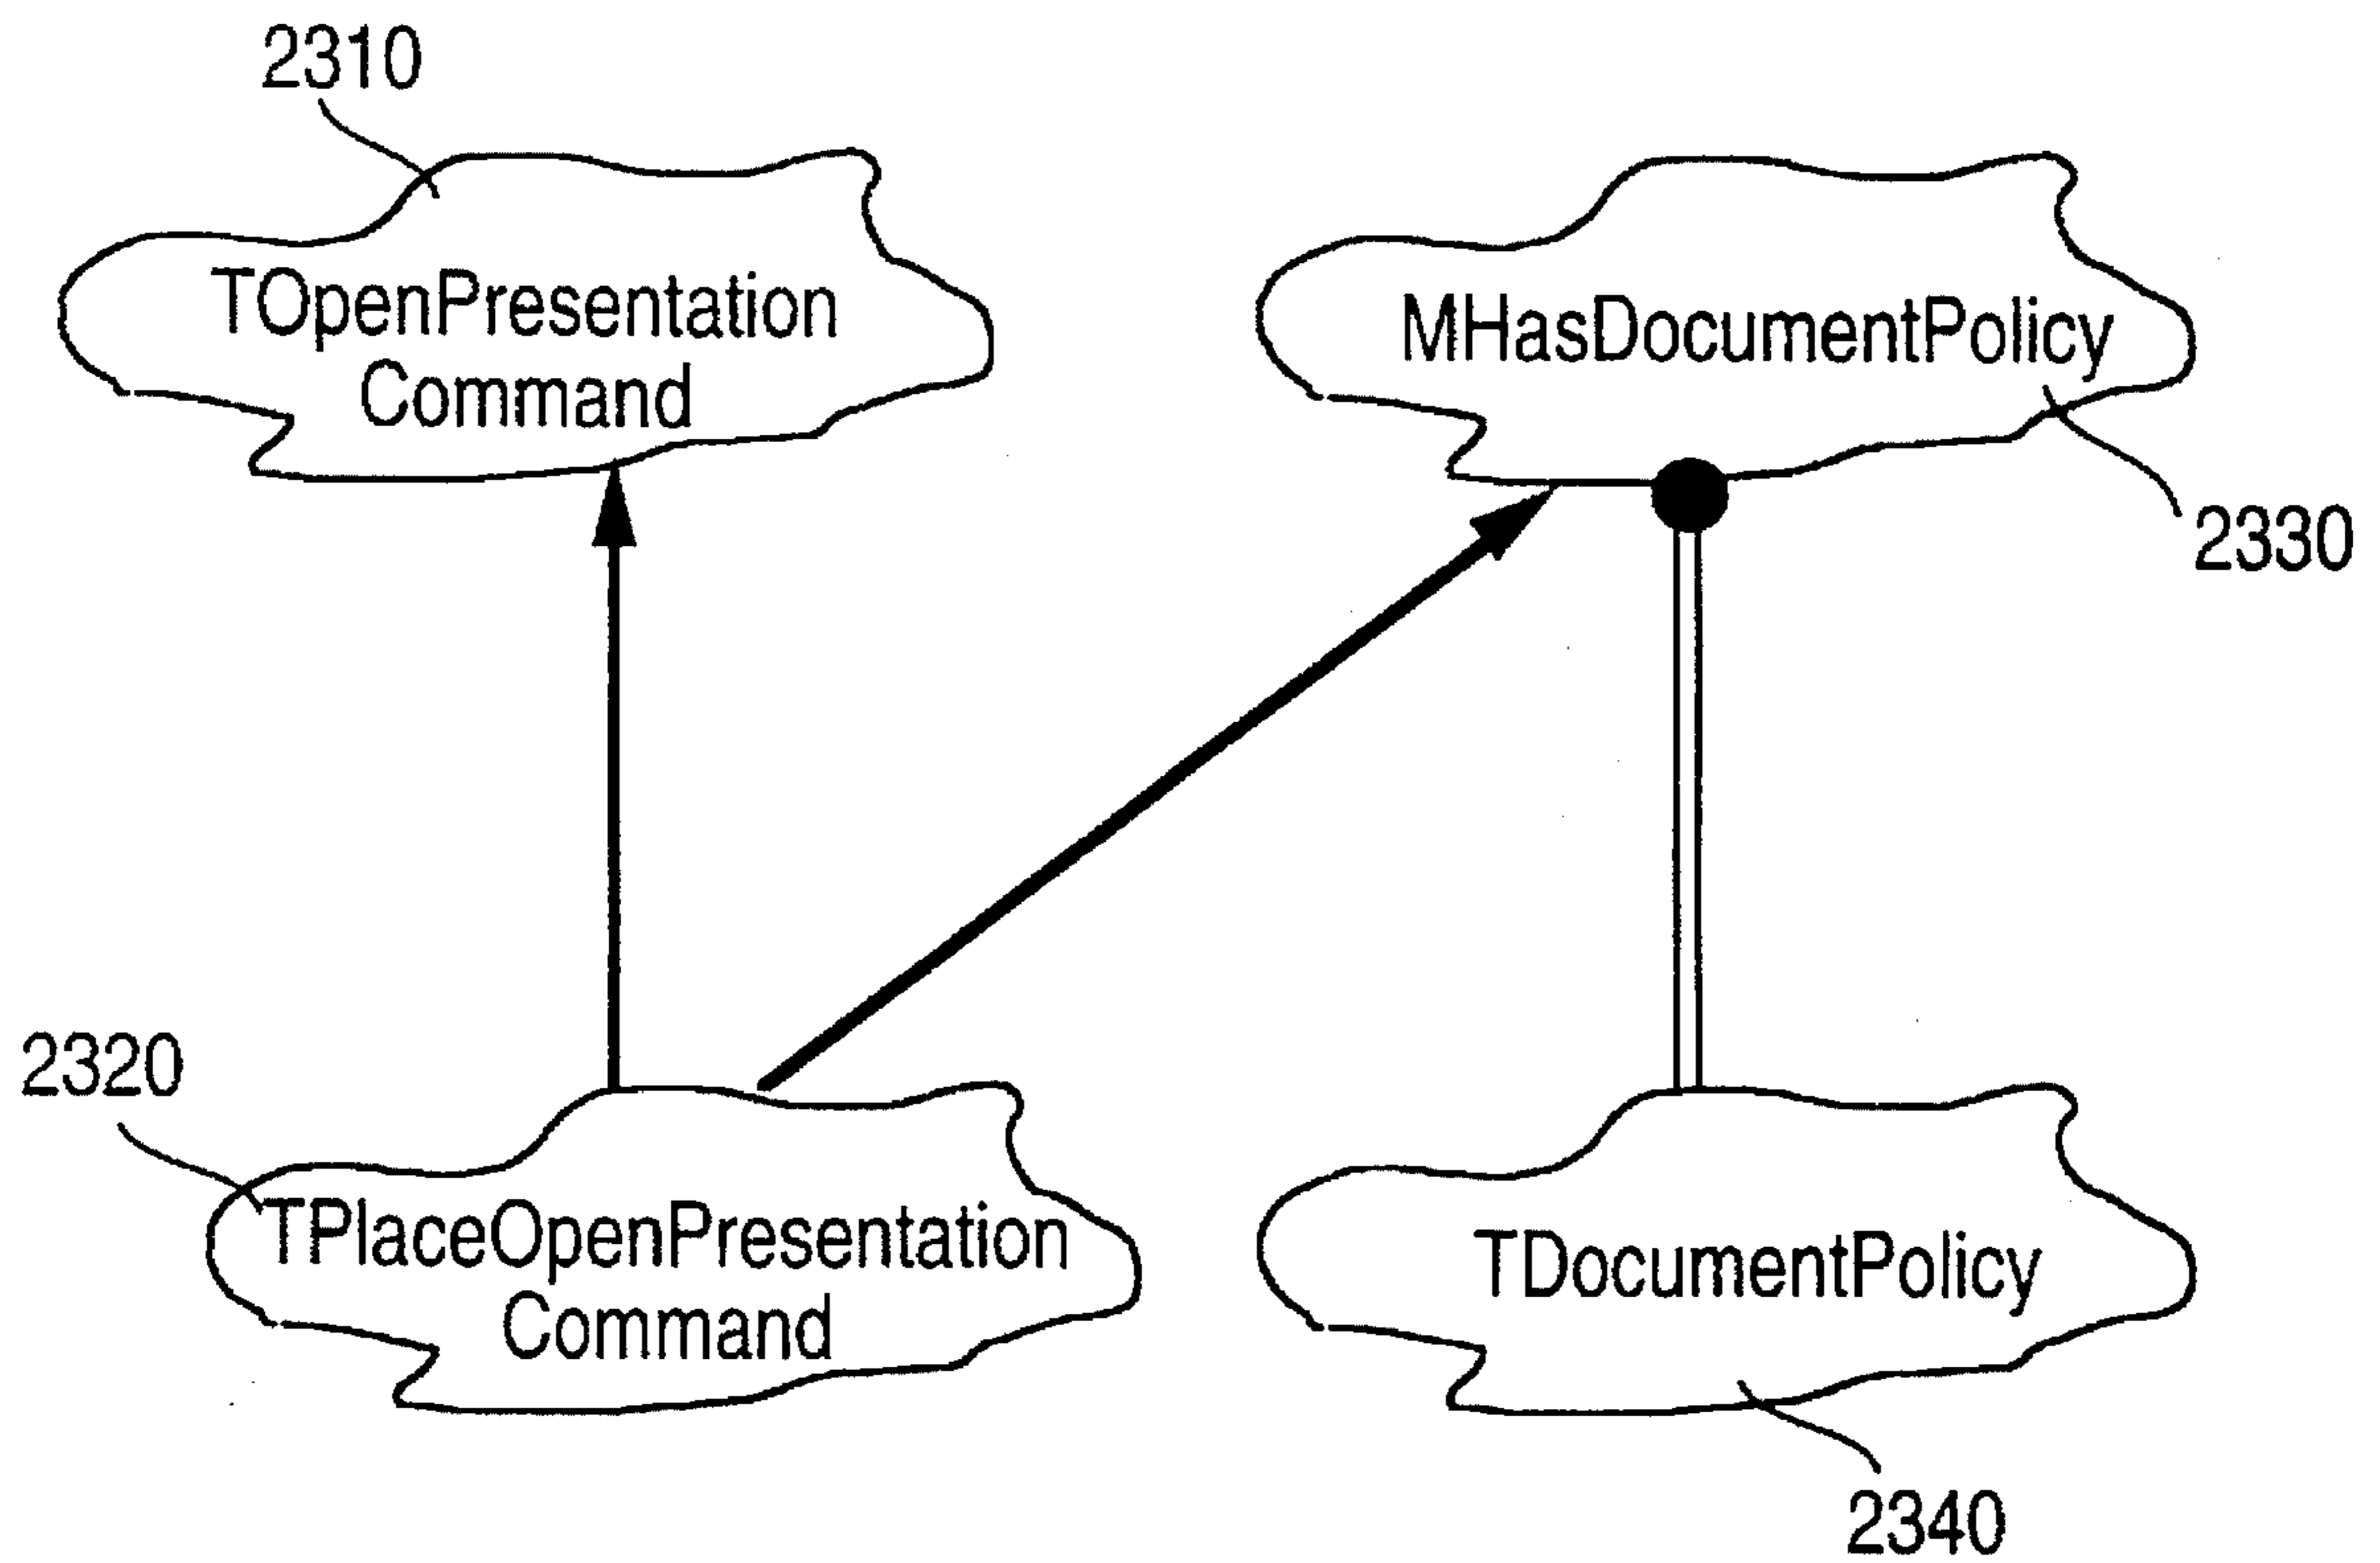 2310
TOpenPresentation
Command
MHasDocumentPolicy
2330
2320
TPlaceOpenPresentation
Command
TDocumentPolicy
2340